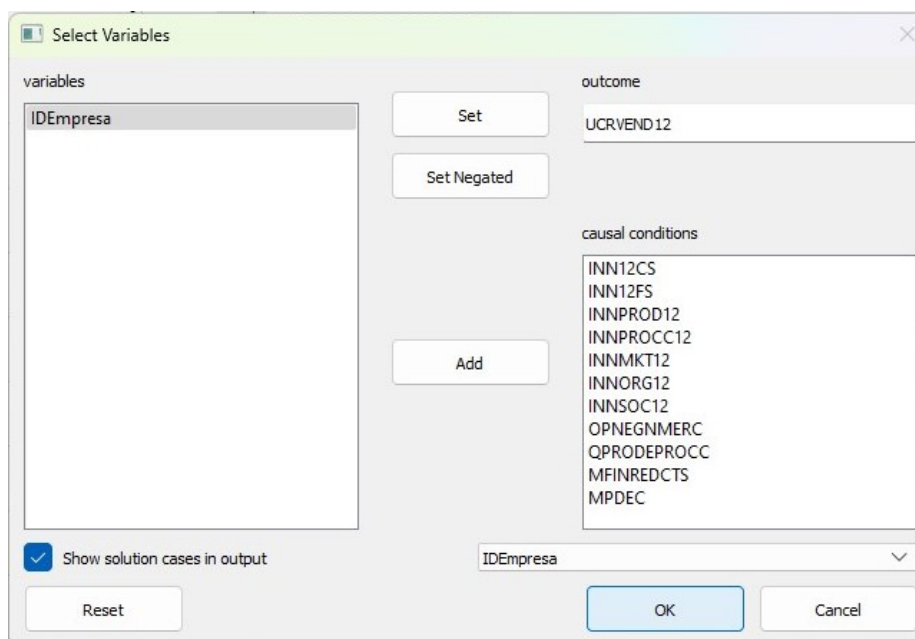 Select Variables
variables
outcome
IDEmpresa
Set
UCRVEND12
Set Negated
causal conditions
INN12CS
INN12FS
INNPROD12
INNPROCC12
INNMKT12
Add
INNORG12
INNSOC12
OPNEGNMERC
QPRODEPROCC
MFINREDCTS
MPDEC
Show solution cases in output
IDEmpresa
Reset
OK
Cancel